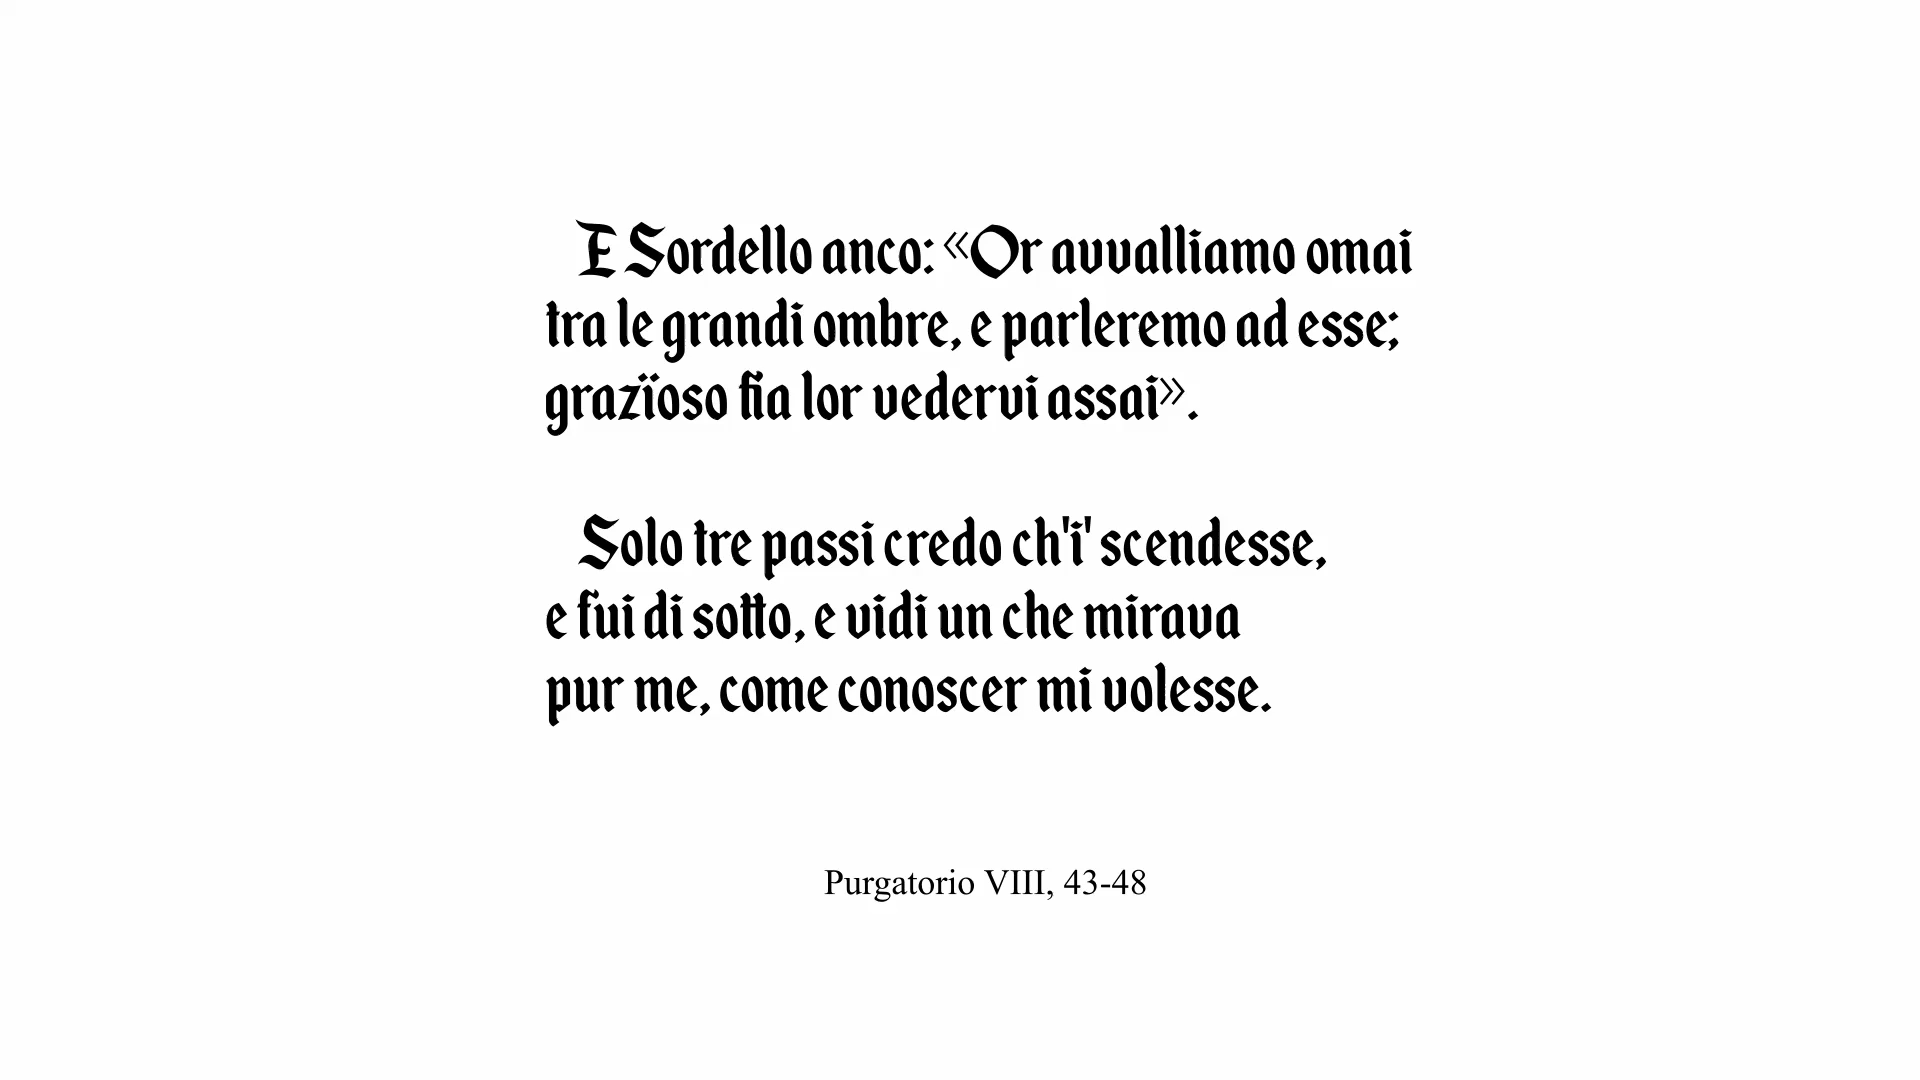 E Sordello anco: «Or avvalliamo omai
tra le grandi ombre, e parleremo ad esse;
grazïoso fia lor vedervi assai».
Solo tre passi credo ch'i' scendesse,
e fui di sotto, e vidi un che mirava
pur me, come conoscer mi volesse.
Purgatorio VIII, 43-48